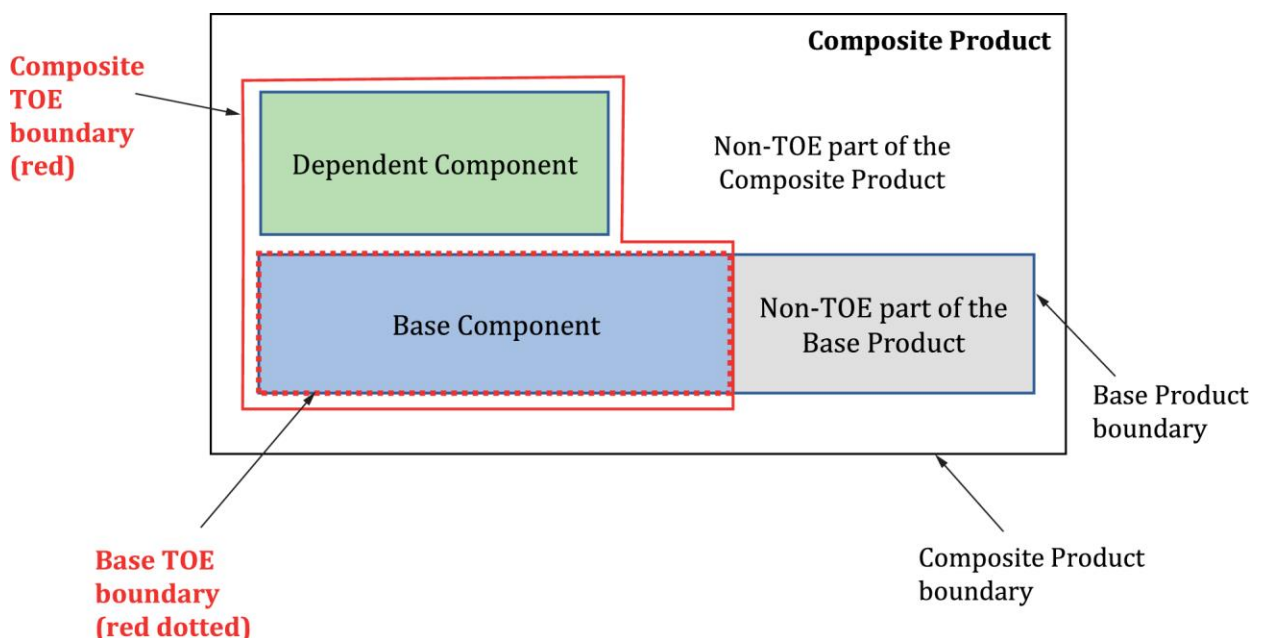 Composite Product
Composite
TOE
boundary
(red)
Dependent Component
Non-TOE part of the
Composite Product
Base Component
Non-TOE part of the
Base Product
Base Product
boundary
Composite Product
boundary
Base TOE
boundary
(red dotted)